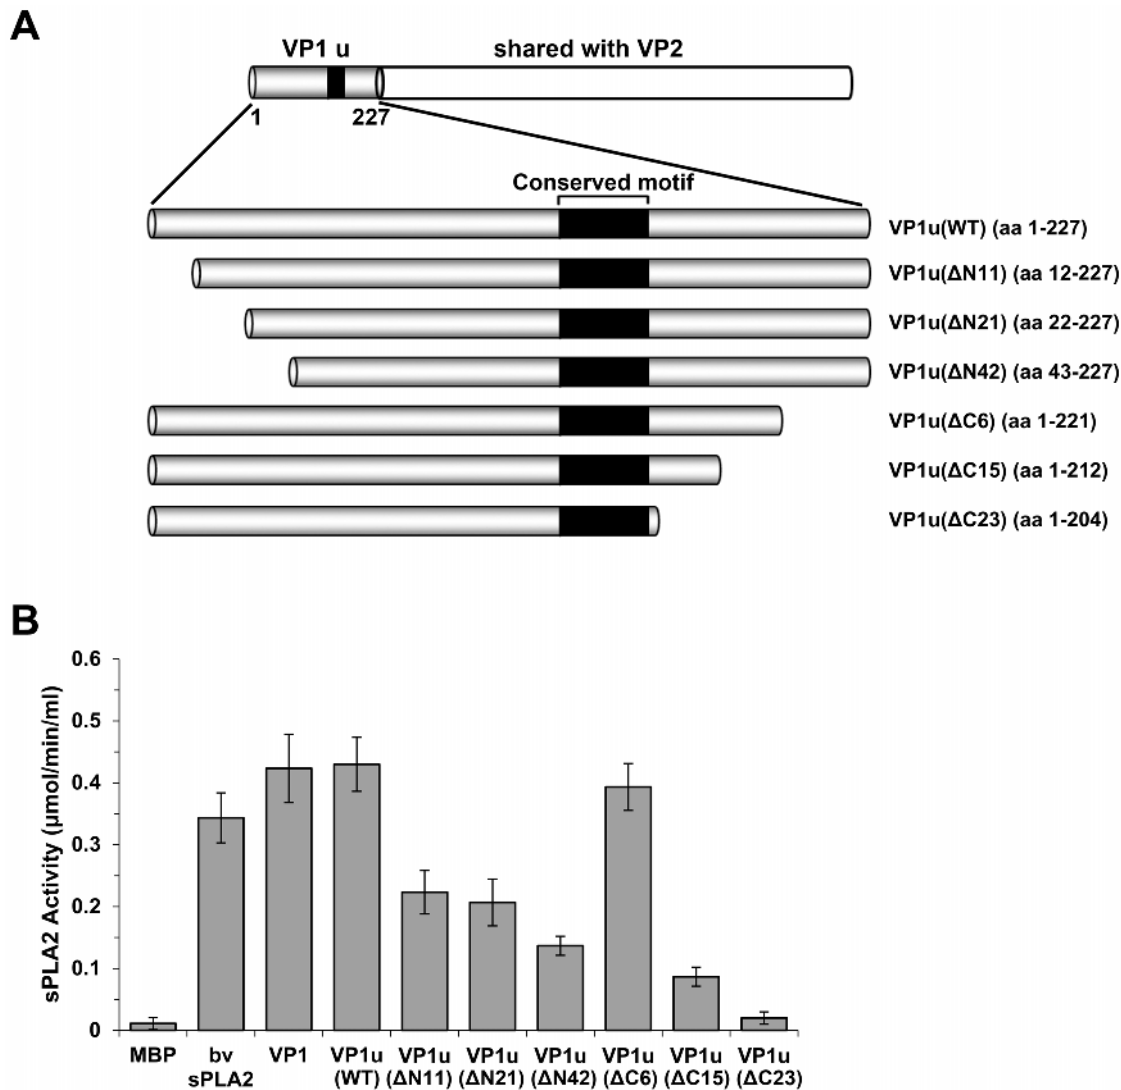 A
VP1 u
shared with VP2
1
227
Conserved motif
VP1u(WT) (aa 1-227)
VP1u(ΔN11) (aa 12-227)
VP1u(ΔN21) (aa 22-227)
VP1u(ΔN42) (aa 43-227)
VP1u(ΔC6) (aa 1-221)
VP1u(ΔC15) (aa 1-212)
VP1u(ΔC23) (aa 1-204)
B
sPLA2 Activity (μmol/min/ml)
0.6
0.5
0.4
0.3
0.2
0.1
0
MBP
bv
sPLA2
VP1
VP1u
(WT)
VP1u
(ΔN11)
VP1u
(ΔN21)
VP1u
(ΔN42)
VP1u
(ΔC6)
VP1u
(ΔC15)
VP1u
(ΔC23)